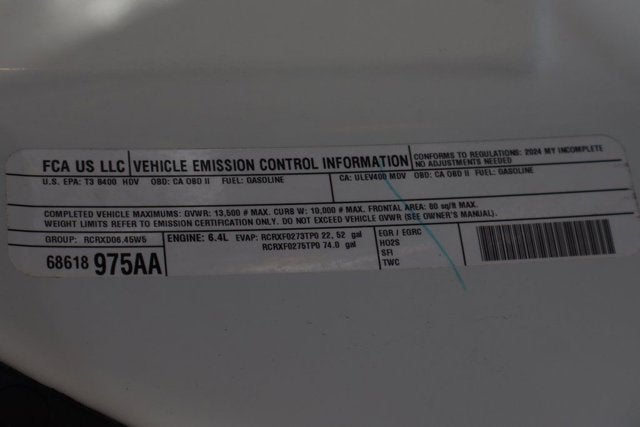 FCA US LLC VEHICLE EMISSION CONTROL INFORMATION CONFORMS TO REGULATIONS: 2024 MY INCOMPLETE
NO ADJUSTMENTS NEEDED
U.S. EPA: T3 B400 HDV OBD: CA OBD II FUEL: GASOLINE CA: ULEV400 MDV OBD: CA OBD II FUEL: GASOLINE
COMPLETED VEHICLE MAXIMUMS: GVWR: 13,500 # MAX. CURB W: 10,000 # MAX. FRONTAL AREA: 60 sq/ft MAX.
WEIGHT LIMITS REFER TO EMISSION CERTIFICATION ONLY. DO NOT EXCEED VEHICLE GVWR (SEE OWNER'S MANUAL).
GROUP: RCRXD06.45W5
68618 975AA
ENGINE: 6.4L EVAP: RCRXF0273TP0 22, 52 gal
RCRXF0275TP0 74.0 gal
EGR / EGRC
HO2S
SFI
TWC